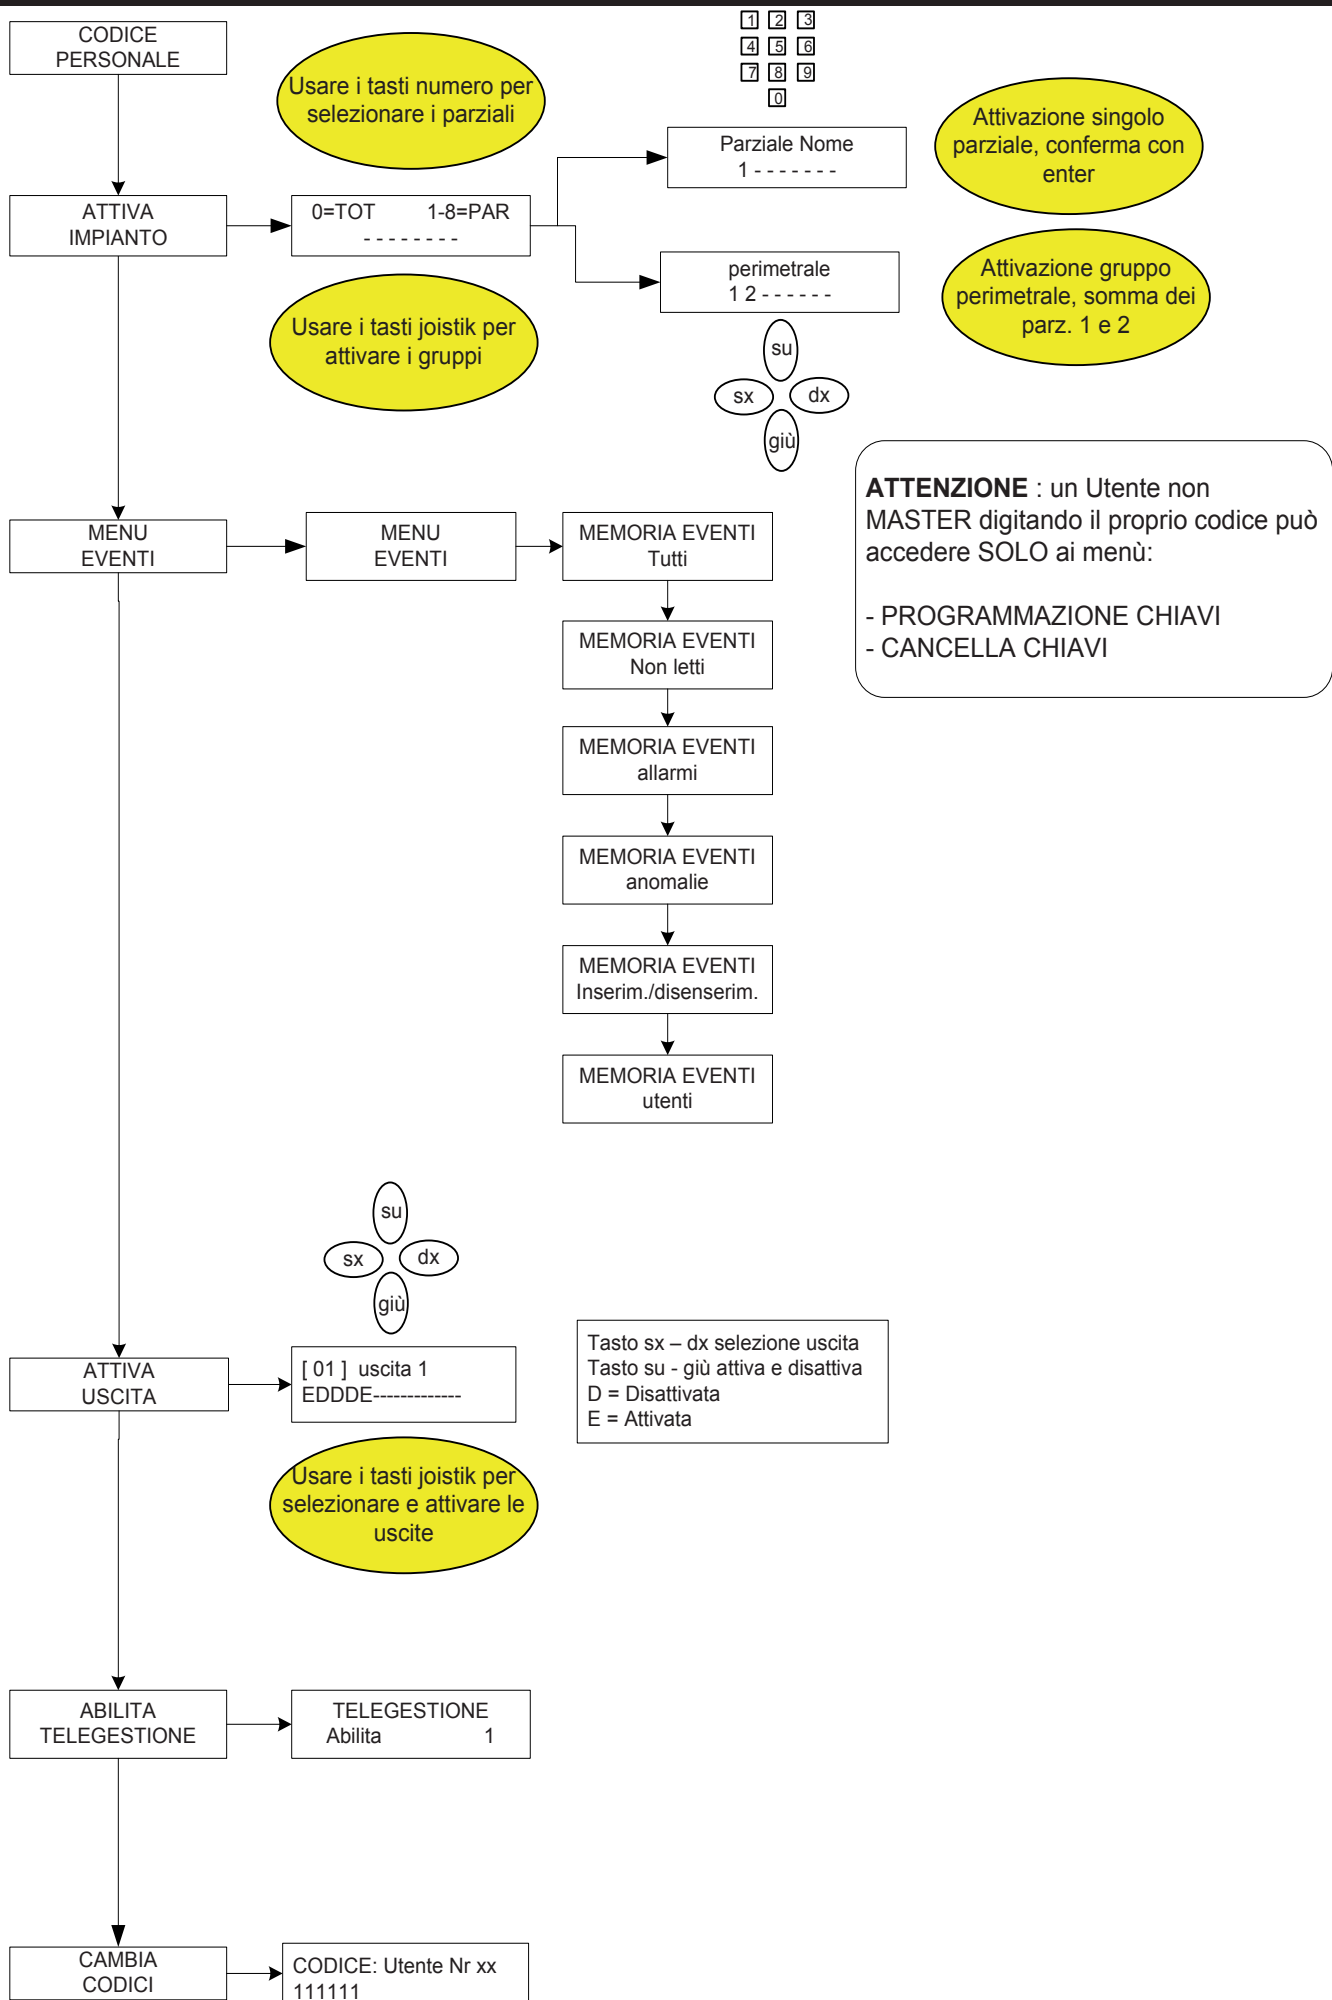 CODICE
PERSONALE
Usare i tasti numero per
selezionare i parziali
1 2 3
4 5 6
7 8 9
0
Attivazione singolo
parziale, conferma con
enter
Parziale Nome
1 - - - - - - -
ATTIVA
IMPIANTO
0=TOT 1-8=PAR
- - - - - - - -
perimetrale
1 2 - - - - - -
Attivazione gruppo
perimetrale, somma dei
parz. 1 e 2
Usare i tasti joistik per
attivare i gruppi
su
sx dx
giù
ATTENZIONE : un Utente non
MASTER digitando il proprio codice può
accedere SOLO ai menù:
- PROGRAMMAZIONE CHIAVI
- CANCELLA CHIAVI
MENU
EVENTI
MENU
EVENTI
MEMORIA EVENTI
Tutti
MEMORIA EVENTI
Non letti
MEMORIA EVENTI
allarmi
MEMORIA EVENTI
anomalie
MEMORIA EVENTI
Inserim./disenserim.
MEMORIA EVENTI
utenti
su
sx dx
giù
ATTIVA
USCITA
[ 01 ] uscita 1
EDDDE-------------
Tasto sx – dx selezione uscita
Tasto su - giù attiva e disattiva
D = Disattivata
E = Attivata
Usare i tasti joistik per
selezionare e attivare le
uscite
ABILITA
TELEGESTIONE
TELEGESTIONE
Abilita 1
CAMBIA
CODICI
CODICE: Utente Nr xx
111111